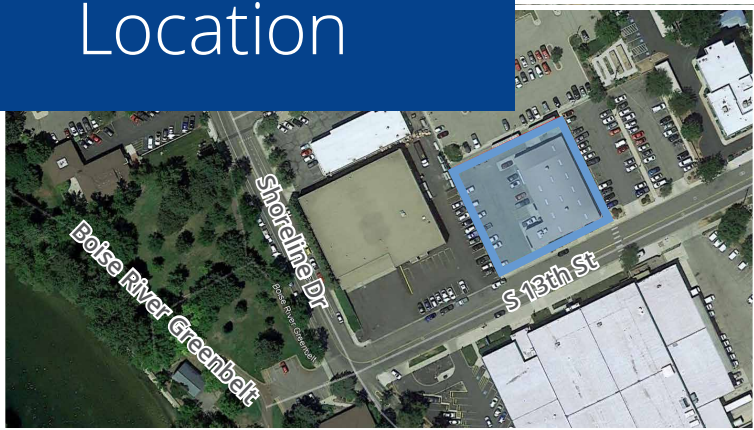 Location
Shoreline Dr
Boise River Greenbelt
Boise River Greenbelt
S 13th St